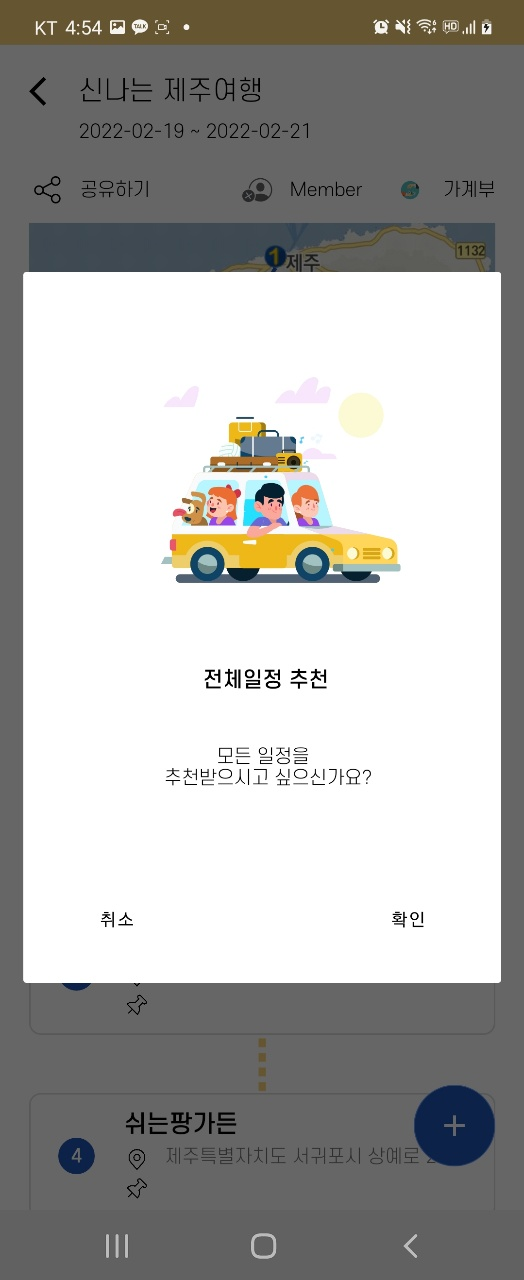 KT 4:54 TALK HD
신나는 제주여행
2022-02-19 ~ 2022-02-21
공유하기 Member 가계부
1 제주 1132
전체일정 추천
모든 일정을
추천받으시고 싶으신가요?
취소 확인
쉬는팡가든
4 제주특별자치도 서귀포시 상예로